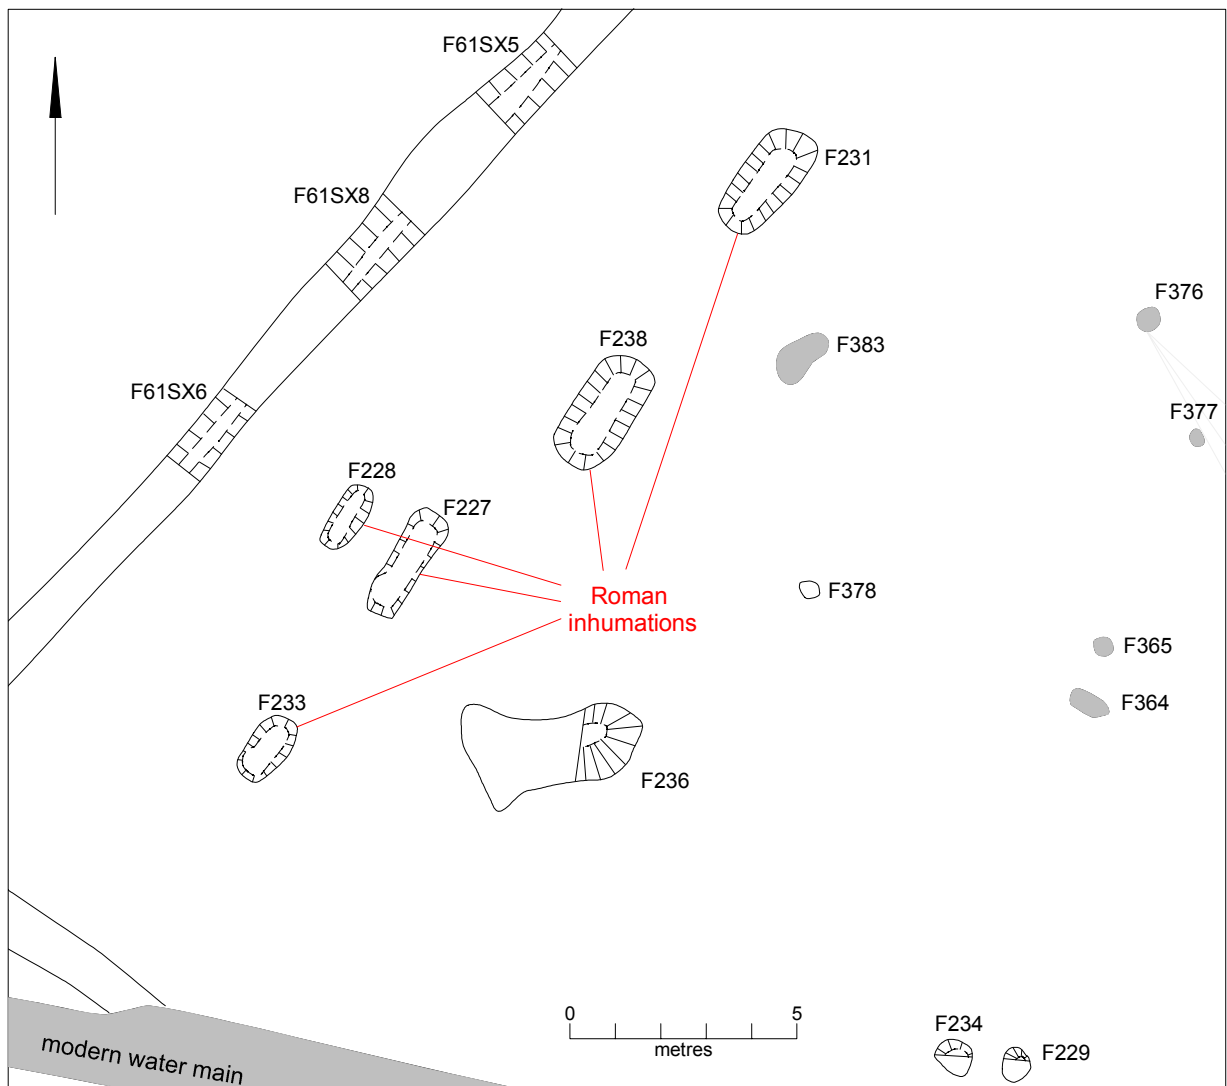 F61SX5
F231
F61SX8
F376
F238
F383
F61SX6
F377
F228
F227
F378
Roman
inhumations
F365
F233
F364
F236
0 5
metres
F234
F229
modern water main